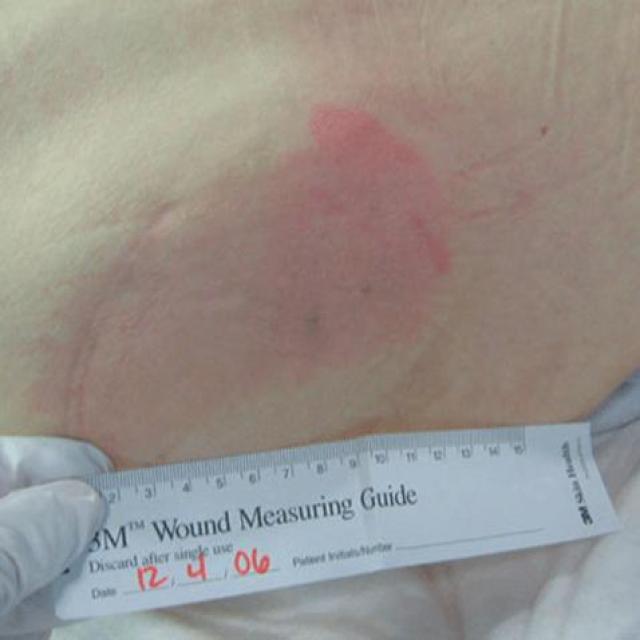 2 3 4 5 6 7 8 9 10 11 12 13 14 15
3M™ Wound Measuring Guide
Discard after single use
Date 12, 4, 06 Patient Initials/Number
3M Skin Health